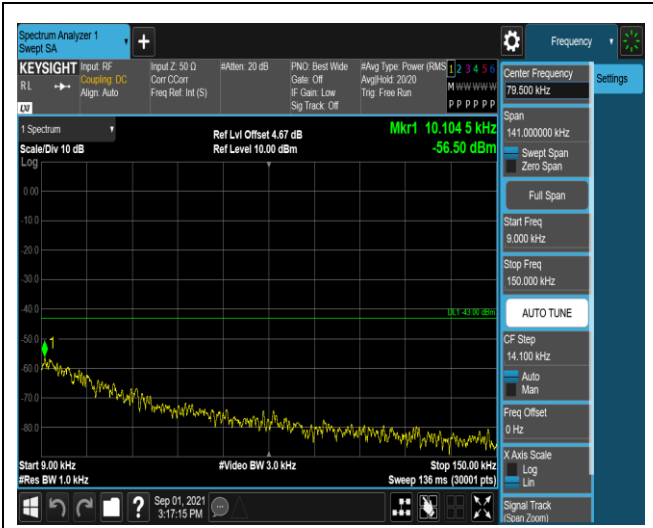 Spectrum Analyzer 1
Swept SA
+
Frequency
KEYSIGHT
RL
LXI
Input: RF
Coupling: DC
Align: Auto
Input Z: 50 Ω
Corr CCorr
Freq Ref: Int (S)
#Atten: 20 dB
PNO: Best Wide
Gate: Off
IF Gain: Low
Sig Track: Off
#Avg Type: Power (RMS
Avg|Hold: 20/20
Trig: Free Run
1 2 3 4 5 6
M W W W W W
P P P P P P
1 Spectrum
Scale/Div 10 dB
Ref Lvl Offset 4.67 dB
Ref Level 10.00 dBm
Mkr1 10.104 5 kHz
-56.50 dBm
Log
0.00
-10.0
-20.0
-30.0
-40.0
-50.0
-60.0
-70.0
-80.0
DL1 -43.00 dBm
1
Start 9.00 kHz
#Res BW 1.0 kHz
#Video BW 3.0 kHz
Stop 150.00 kHz
Sweep 136 ms (30001 pts)
?
Sep 01, 2021
3:17:15 PM
Center Frequency
79.500 kHz
Settings
Span
141.000000 kHz
Swept Span
Zero Span
Full Span
Start Freq
9.000 kHz
Stop Freq
150.000 kHz
AUTO TUNE
CF Step
14.100 kHz
Auto
Man
Freq Offset
0 Hz
X Axis Scale
Log
Lin
Signal Track
(Span Zoom)